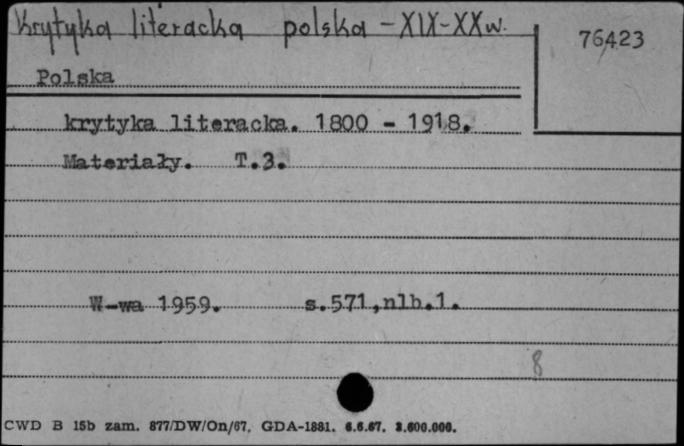 Krytyka literacka polska - XIX-XX w.
76423
Polska
krytyka literacka. 1800 - 1918.
Materiały. T.3.
W-wa 1959. s.571,nlb.1.
8
CWD B 15b zam. 877/DW/On/67. GDA-1881. 6.6.67. 3.600.000.